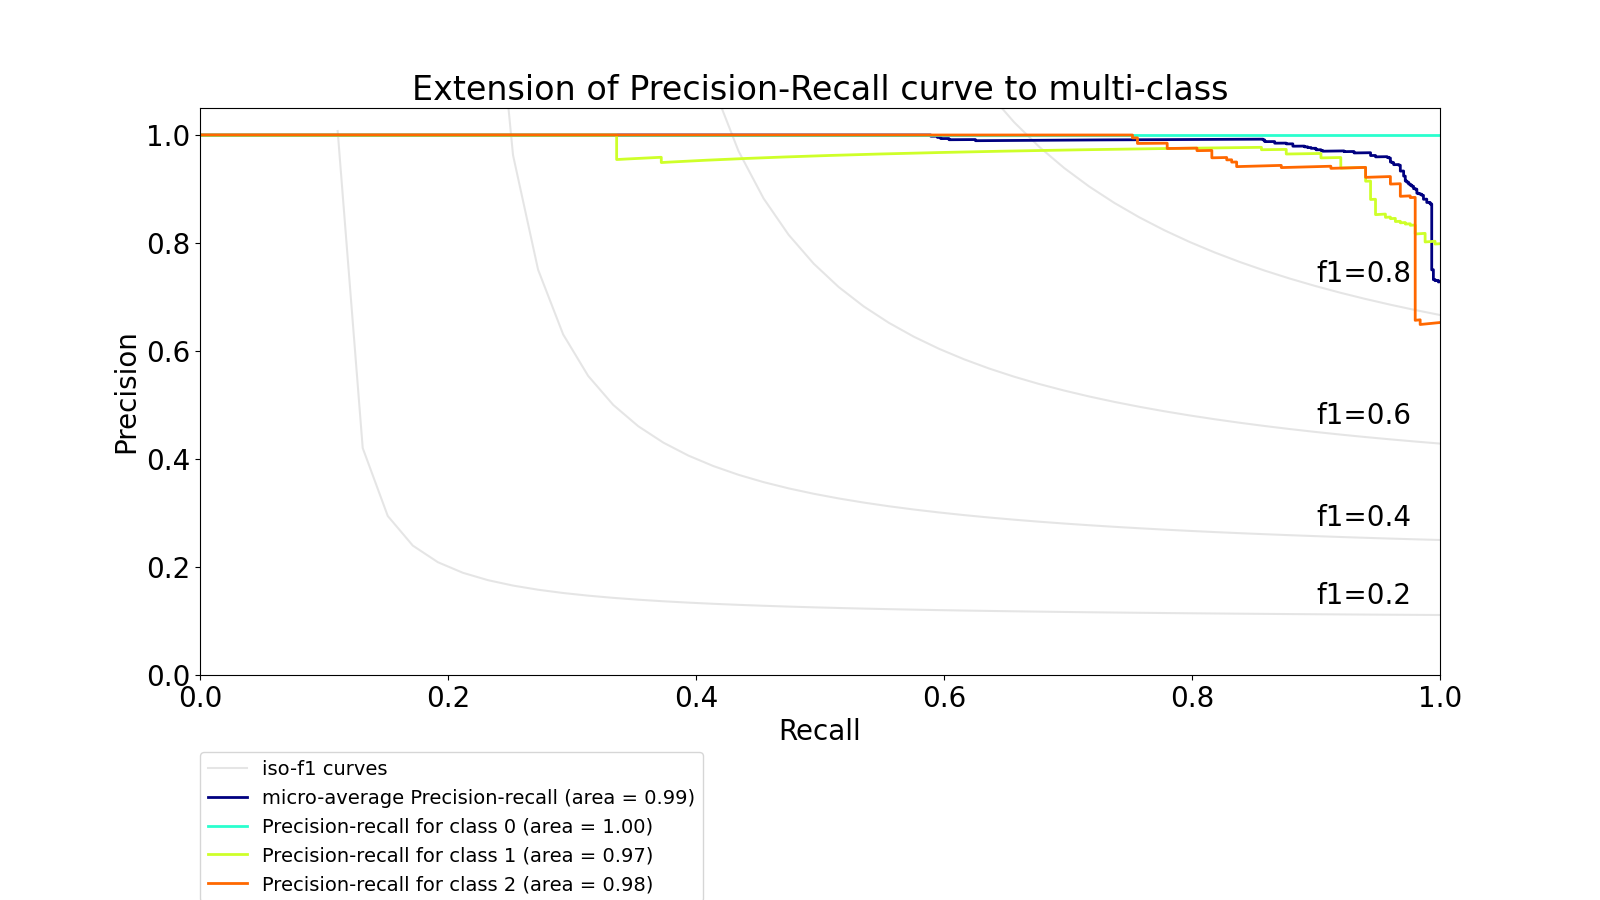 Extension of Precision-Recall curve to multi-class
1.0
0.8
0.6
0.4
0.2
0.0
Precision
f1=0.8
f1=0.6
f1=0.4
f1=0.2
0.0 0.2 0.4 0.6 0.8 1.0
Recall
iso-f1 curves
micro-average Precision-recall (area = 0.99)
Precision-recall for class 0 (area = 1.00)
Precision-recall for class 1 (area = 0.97)
Precision-recall for class 2 (area = 0.98)